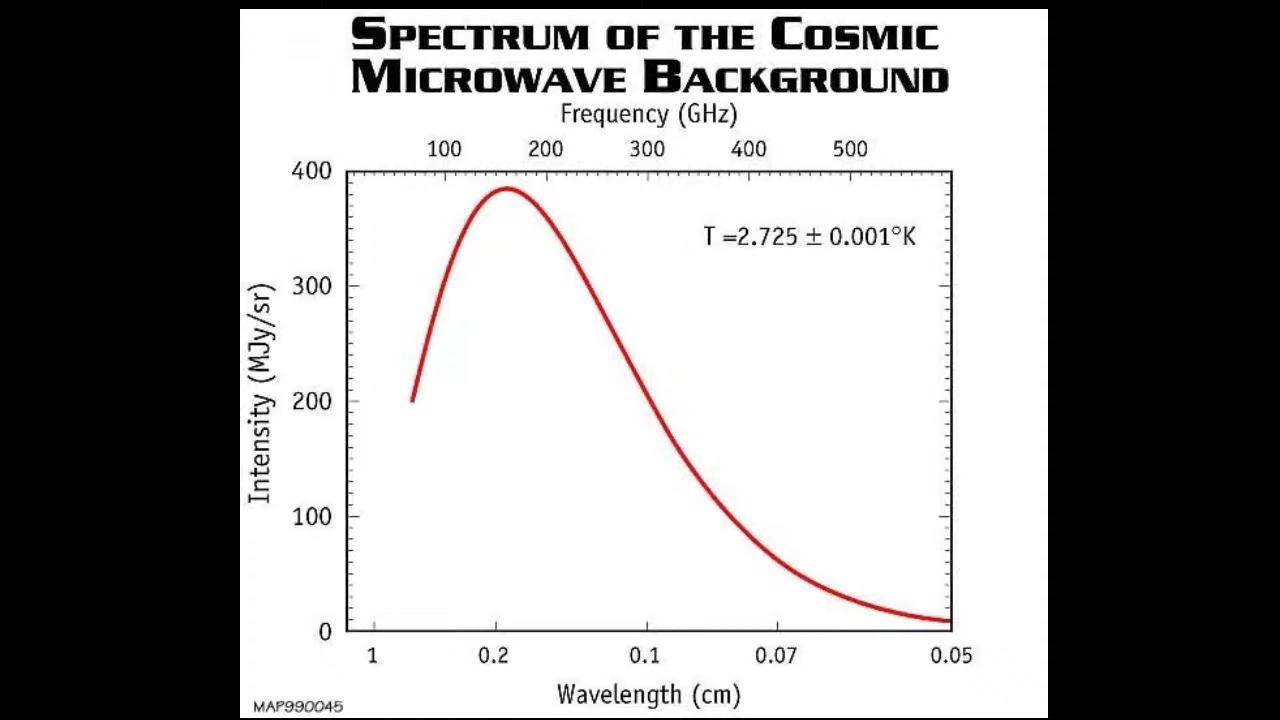 SPECTRUM OF THE COSMIC
MICROWAVE BACKGROUND
Frequency (GHz)
100 200 300 400 500
400
T =2.725 ± 0.001°K
300
Intensity (MJy/sr)
200
100
0
1 0.2 0.1 0.07 0.05
Wavelength (cm)
MAP990045